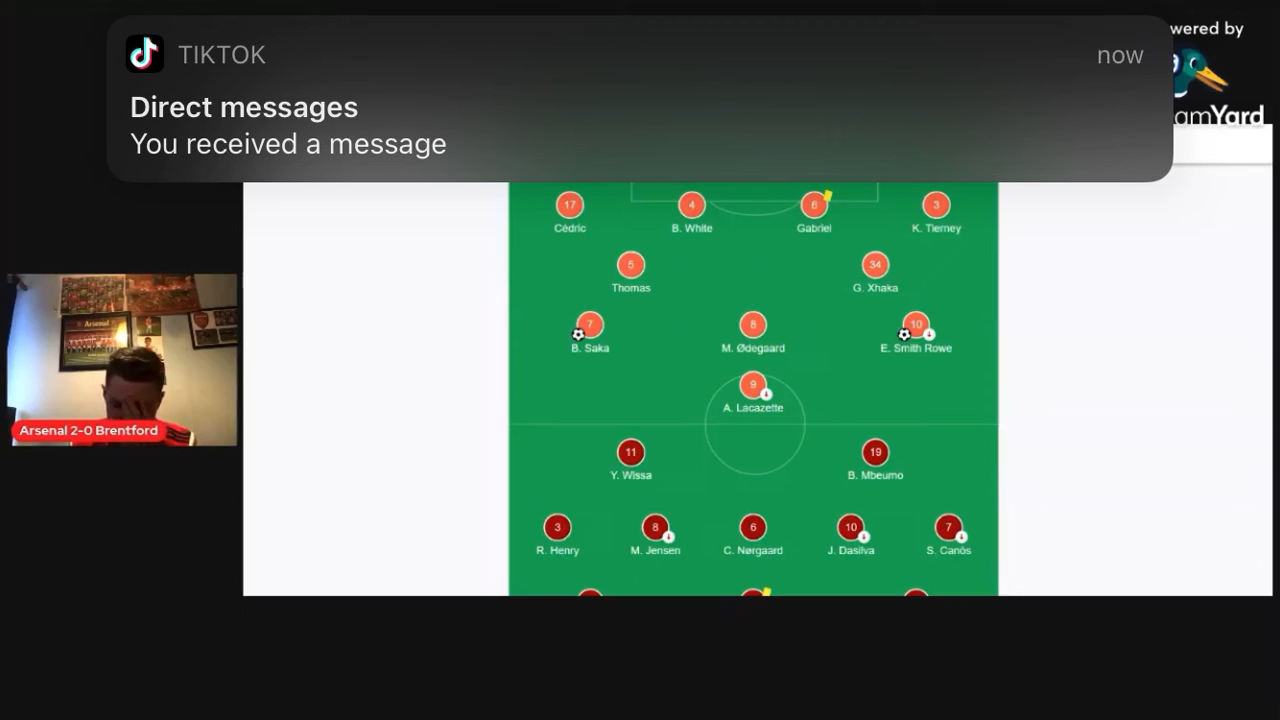 wered by
TIKTOK
now
Direct messages
You received a message
amYard
17
4
6
3
Cédric
B. White
Gabriel
K. Tierney
5
34
Thomas
G. Xhaka
7
8
10
B. Saka
M. Ødegaard
E. Smith Rowe
9
A. Lacazette
Arsenal
Arsenal 2-0 Brentford
11
19
Y. Wissa
B. Mbeumo
3
8
6
10
7
R. Henry
M. Jensen
C. Nørgaard
J. Dasilva
S. Canós